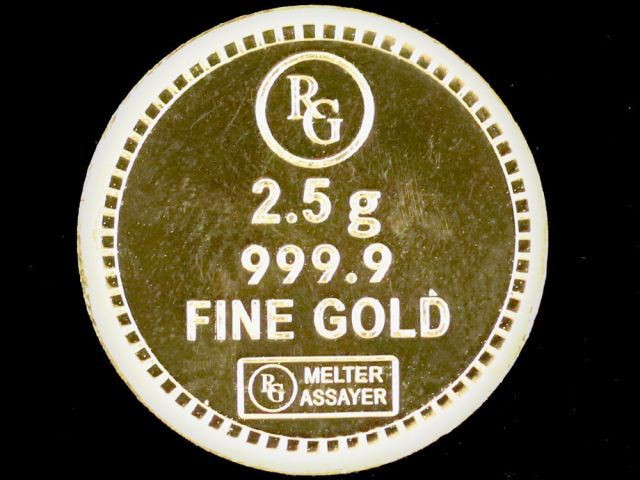 RG
2.5 g
999.9
FINE GOLD
RG MELTER
ASSAYER